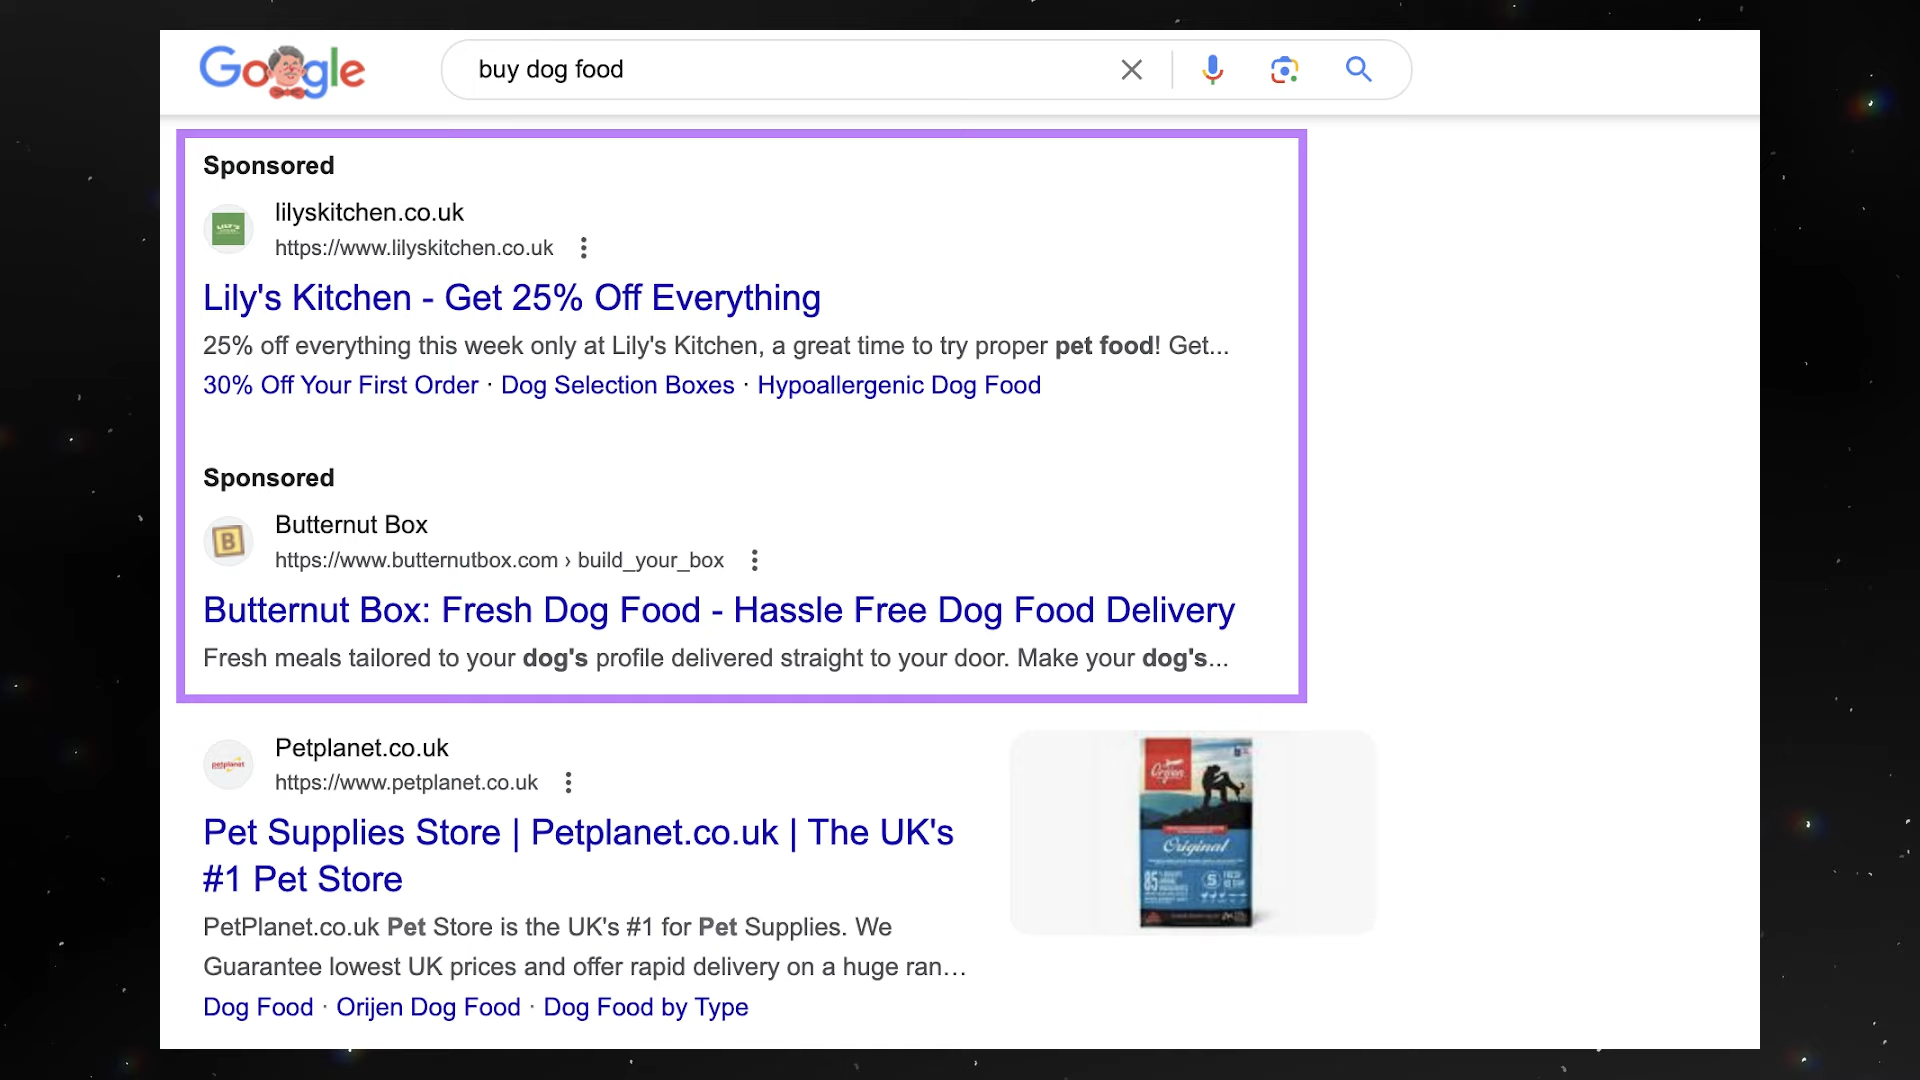 Google
buy dog food
Sponsored
lilyskitchen.co.uk
https://www.lilyskitchen.co.uk
Lily's Kitchen - Get 25% Off Everything
25% off everything this week only at Lily's Kitchen, a great time to try proper pet food! Get...
30% Off Your First Order · Dog Selection Boxes · Hypoallergenic Dog Food
Sponsored
B
Butternut Box
https://www.butternutbox.com › build_your_box
Butternut Box: Fresh Dog Food - Hassle Free Dog Food Delivery
Fresh meals tailored to your dog's profile delivered straight to your door. Make your dog's...
petplanet
Petplanet.co.uk
https://www.petplanet.co.uk
Pet Supplies Store | Petplanet.co.uk | The UK's
#1 Pet Store
PetPlanet.co.uk Pet Store is the UK's #1 for Pet Supplies. We
Guarantee lowest UK prices and offer rapid delivery on a huge ran...
Dog Food · Orijen Dog Food · Dog Food by Type
Orijen
Original
85
5